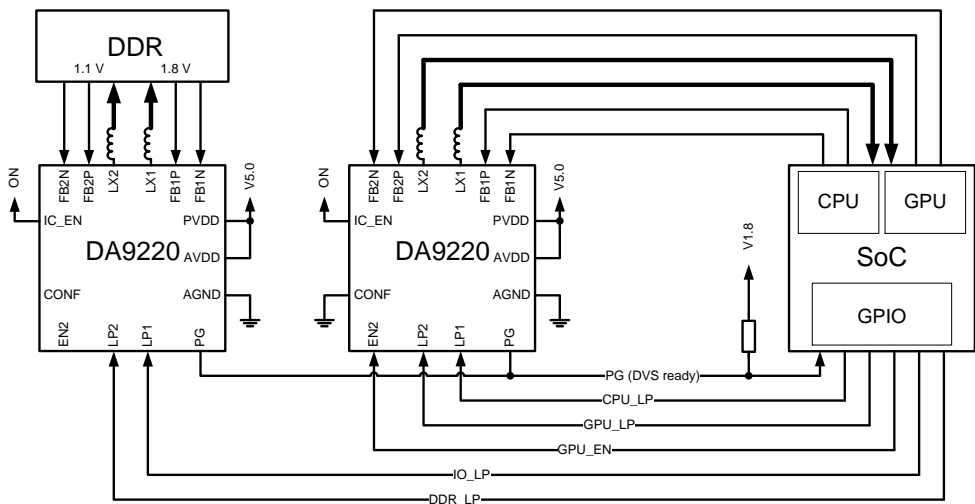 DDR
1.1 V 1.8 V
ON
FB2N FB2P LX2 LX1 FB1P FB1N
V5.0
IC_EN
PVDD
DA9220
AVDD
CONF
AGND
EN2 LP2 LP1 PG
ON
FB2N FB2P LX2 LX1 FB1P FB1N
V5.0
IC_EN
PVDD
DA9220
AVDD
CONF
AGND
EN2 LP2 LP1 PG
V1.8
CPU GPU
SoC
GPIO
PG (DVS ready)
CPU_LP
GPU_LP
GPU_EN
IO_LP
DDR_LP